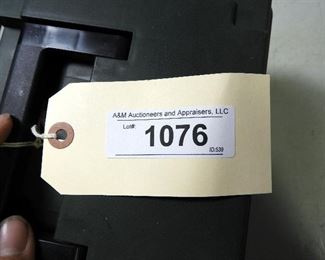 A&M Auctioneers and Appraisers, LLC
Lot#:
1076
ID:539